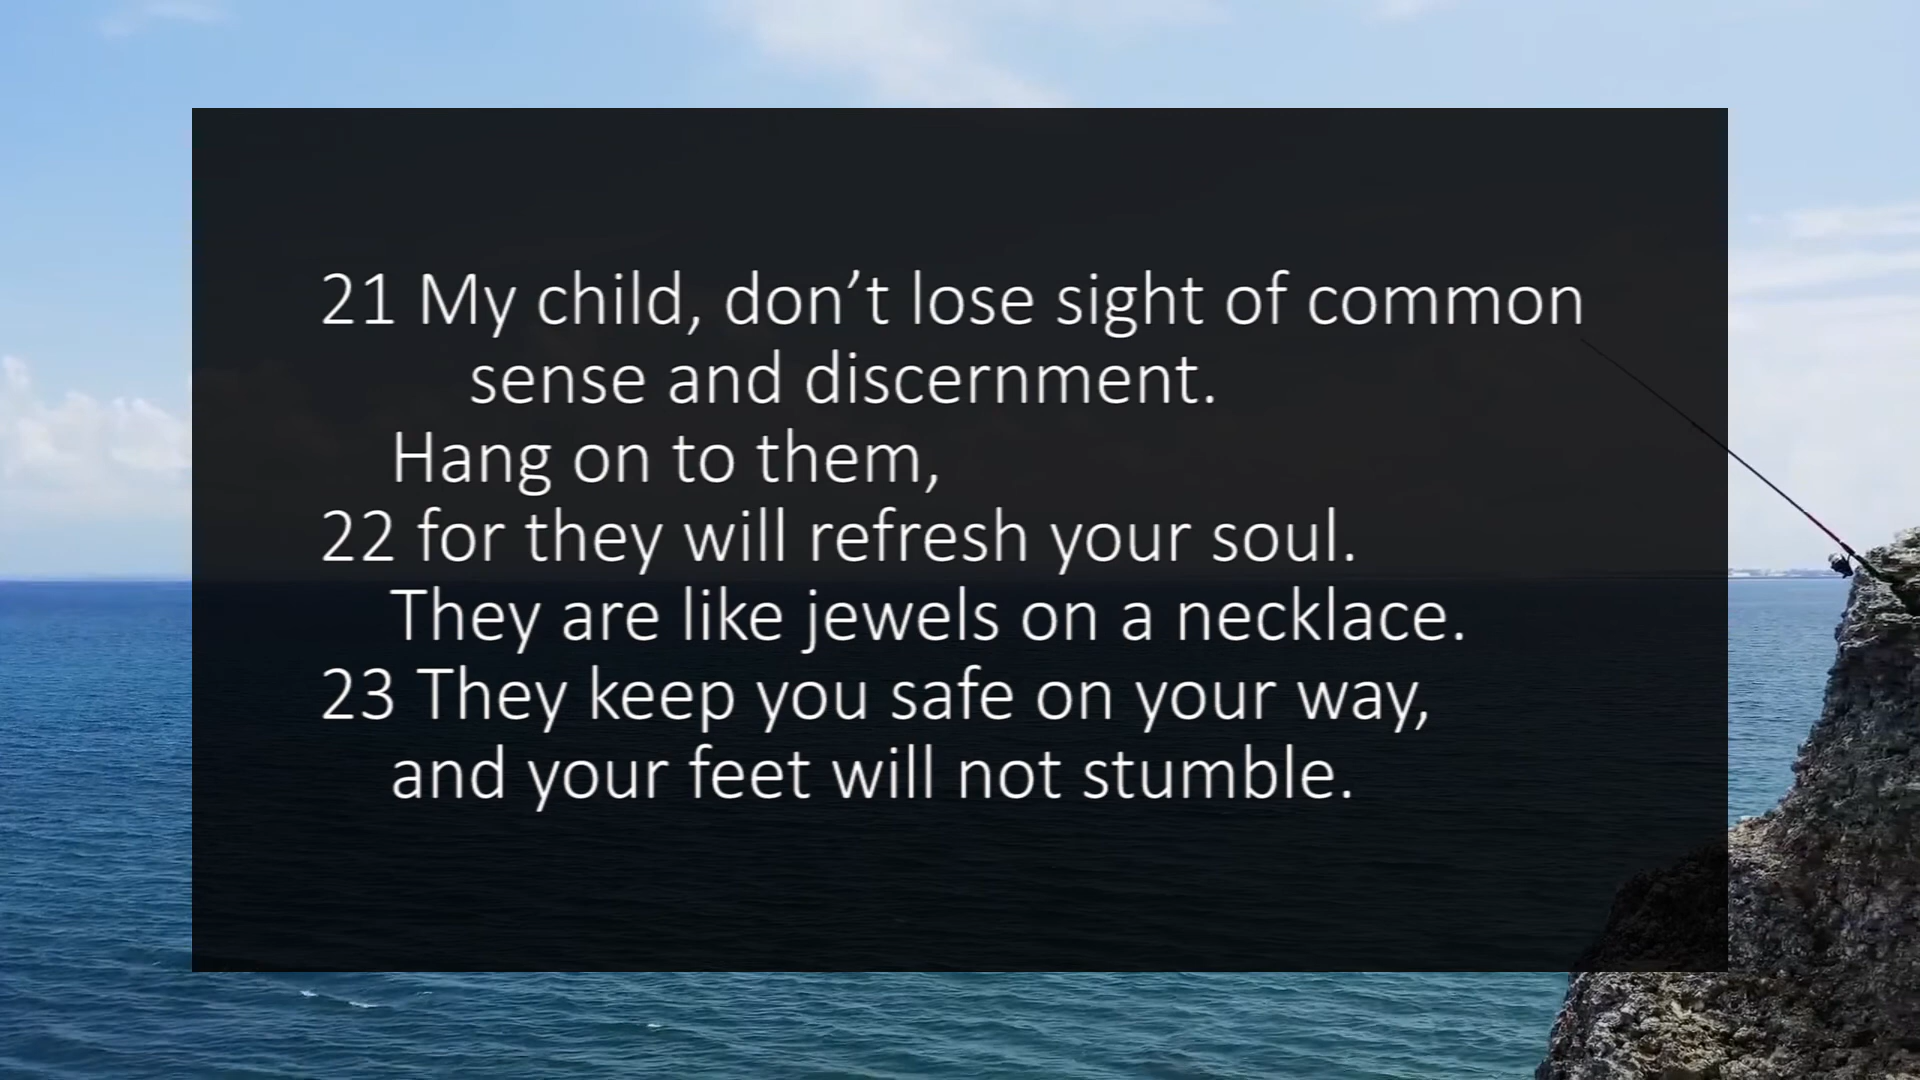 21 My child, don’t lose sight of common
sense and discernment.
Hang on to them,
22 for they will refresh your soul.
They are like jewels on a necklace.
23 They keep you safe on your way,
and your feet will not stumble.